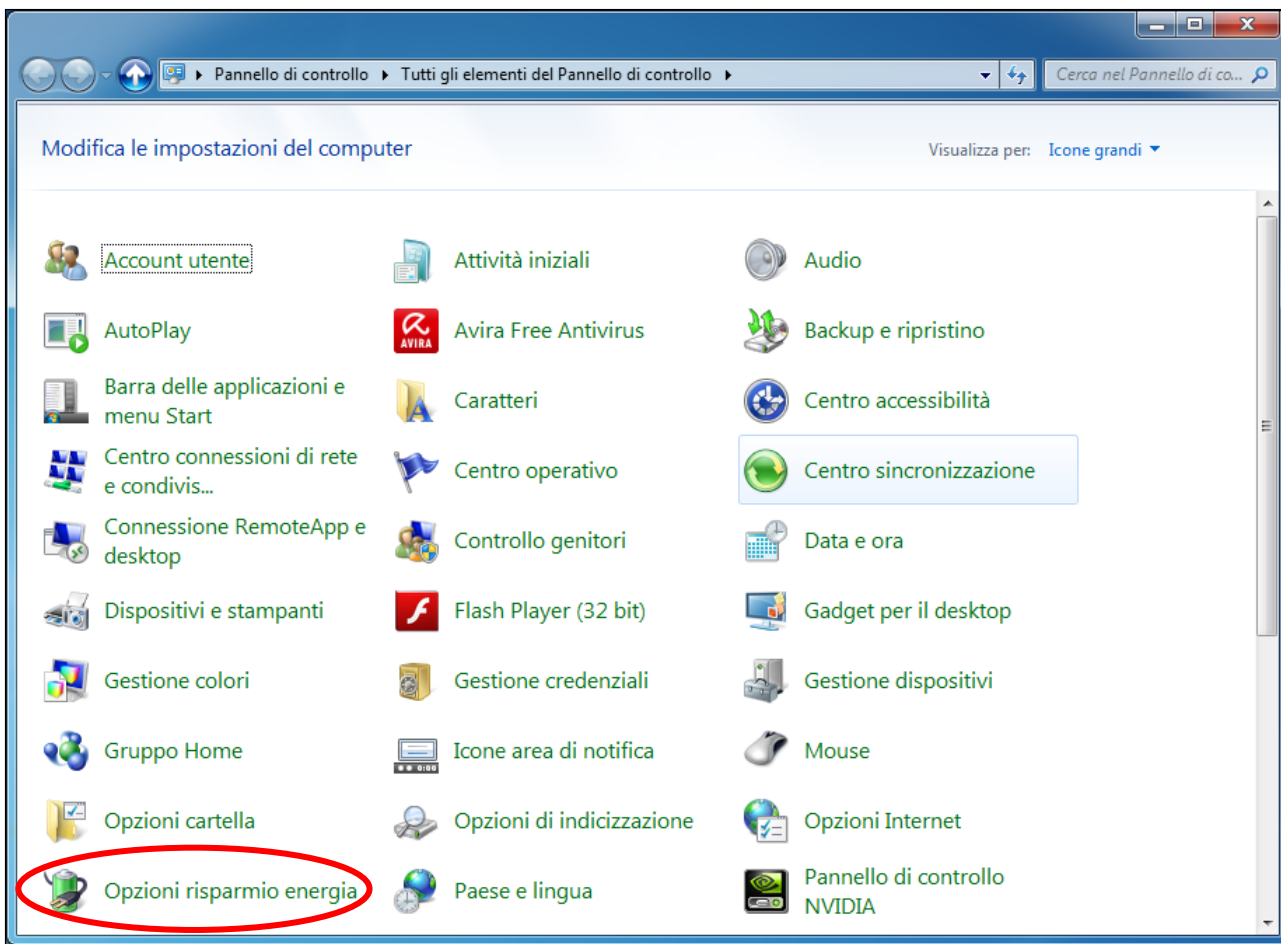 Pannello di controllo Tutti gli elementi del Pannello di controllo
Cerca nel Pannello di co...
Modifica le impostazioni del computer
Visualizza per: Icone grandi
Account utente
Attività iniziali
Audio
AutoPlay
AVIRA
Avira Free Antivirus
Backup e ripristino
Barra delle applicazioni e
menu Start
Caratteri
Centro accessibilità
Centro connessioni di rete
e condivis...
Centro operativo
Centro sincronizzazione
Connessione RemoteApp e
desktop
Controllo genitori
Data e ora
Dispositivi e stampanti
Flash Player (32 bit)
Gadget per il desktop
Gestione colori
Gestione credenziali
Gestione dispositivi
Gruppo Home
Icone area di notifica
Mouse
Opzioni cartella
Opzioni di indicizzazione
Opzioni Internet
Opzioni risparmio energia
Paese e lingua
Pannello di controllo
NVIDIA